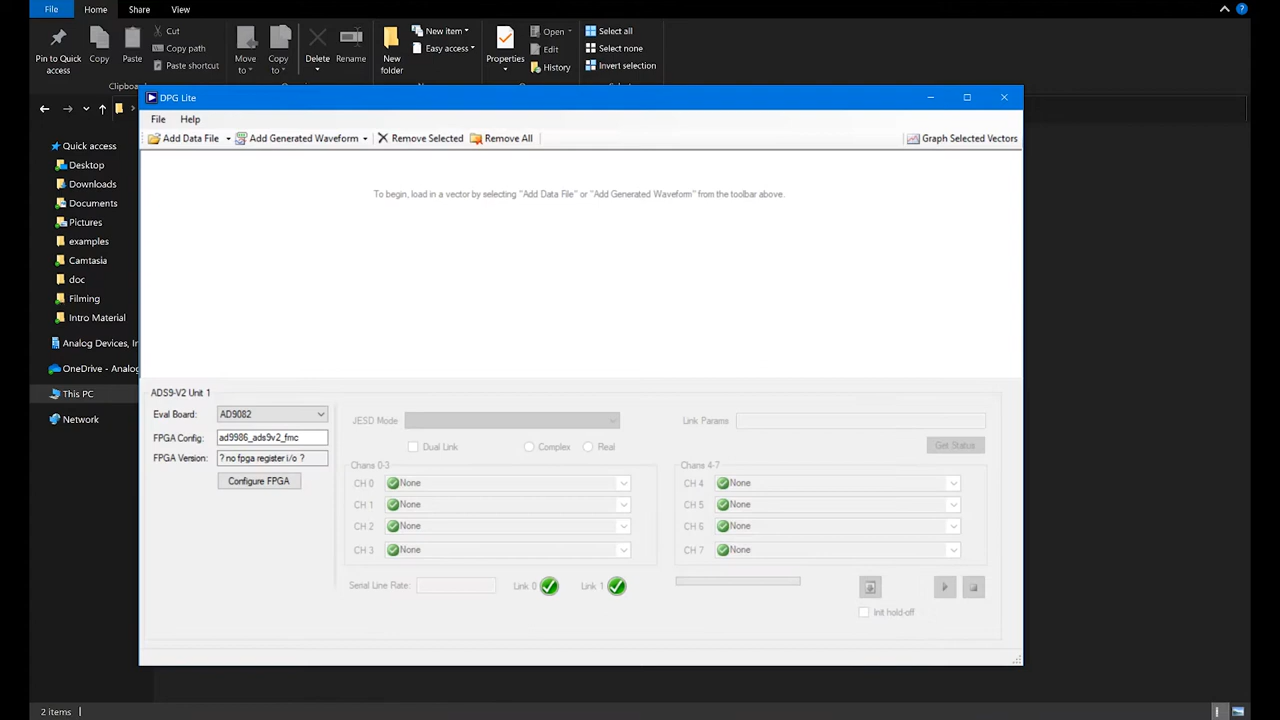 File Home Share View
Pin to Quick access
Copy
Paste
Cut
Copy path
Paste shortcut
Move to
Copy to
Delete
Rename
New folder
New item
Easy access
Properties
Open
Edit
History
Select all
Select none
Invert selection
DPG Lite
File Help
Add Data File Add Generated Waveform Remove Selected Remove All Graph Selected Vectors
To begin, load in a vector by selecting "Add Data File" or "Add Generated Waveform" from the toolbar above.
Quick access
Desktop
Downloads
Documents
Pictures
examples
Camtasia
doc
Filming
Intro Material
Analog Devices, In
OneDrive - Analog
This PC
Network
ADS9-V2 Unit 1
Eval Board: AD9082
FPGA Config: ad9986_ads9v2_fmc
FPGA Version: ? no fpga register i/o ?
Configure FPGA
JESD Mode
Link Params
Dual Link Complex Real
Get Status
Chans 0-3
CH 0 None
CH 1 None
CH 2 None
CH 3 None
Chans 4-7
CH 4 None
CH 5 None
CH 6 None
CH 7 None
Serial Line Rate: Link 0 Link 1
Init hold-off
2 items